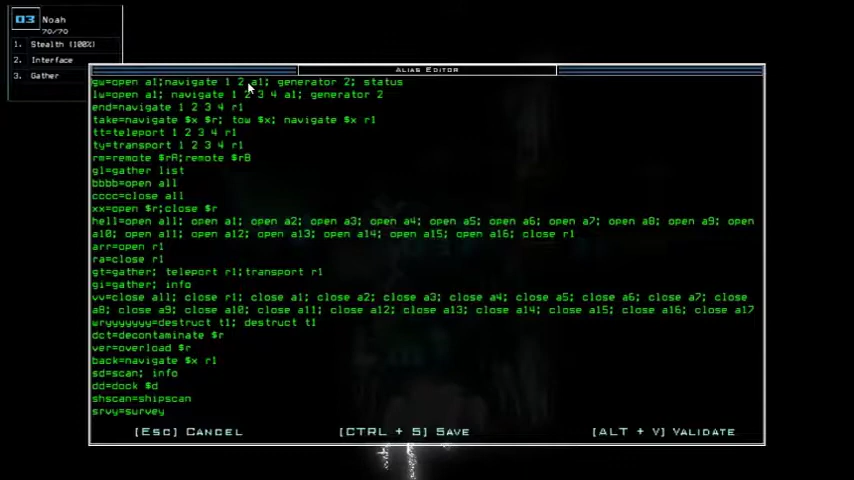 03 Noah
70/70
1. Stealth (100%)
2. Interface
3. Gather
Alias Editor
gw=open a1;navigate 1 2 a1; generator 2; status
lw=open a1; navigate 1 2 3 4 a1; generator 2
end=navigate 1 2 3 4 r1
take=navigate $x $r; tow $x; navigate $x r1
tt=teleport 1 2 3 4 r1
ty=transport 1 2 3 4 r1
rm=remote $rA;remote $rB
gl=gather list
bbbb=open all
cccc=close all
xx=open $r;close $r
hell=open all; open a1; open a2; open a3; open a4; open a5; open a6; open a7; open a8; open a9; open
a10; open a11; open a12; open a13; open a14; open a15; open a16; close r1
arr=open r1
ra=close r1
gt=gather; teleport r1;transport r1
gi=gather; info
vv=close all; close r1; close a1; close a2; close a3; close a4; close a5; close a6; close a7; close
a8; close a9; close a10; close a11; close a12; close a13; close a14; close a15; close a16; close a17
wryyyyyyy=destruct t1; destruct t1
dct=decontaminate $r
ver=overload $r
back=navigate $x r1
sd=scan; info
dd=dock $d
shscan=shipscan
srvy=survey
[Esc] Cancel
[CTRL + S] Save
[ALT + V] Validate